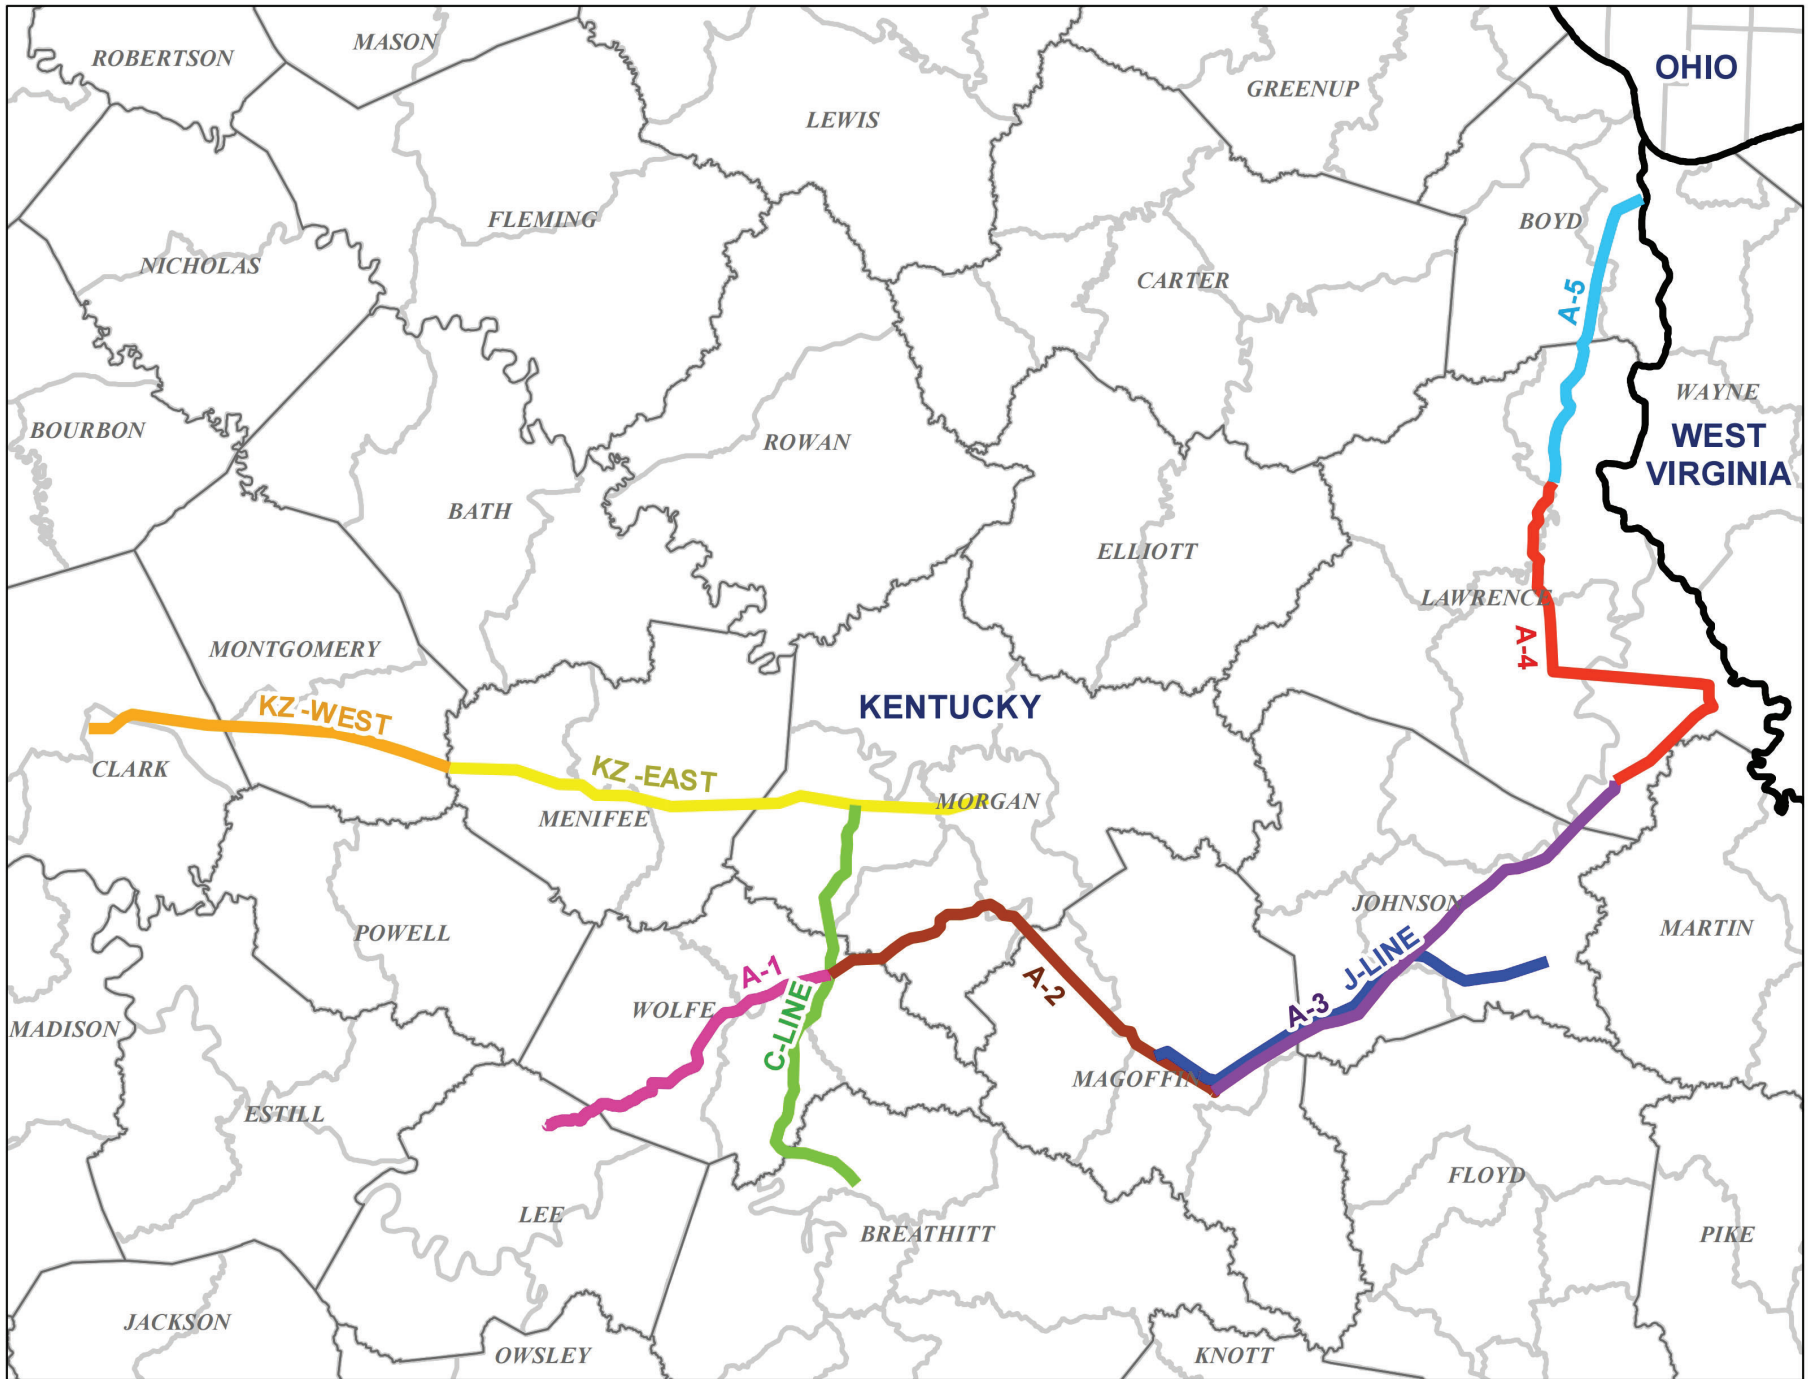 MASON
ROBERTSON
OHIO
GREENUP
LEWIS
FLEMING
BOYD
NICHOLAS
CARTER
A-5
WAYNE
BOURBON
ROWAN
WEST
VIRGINIA
BATH
ELLIOTT
LAWRENCE
MONTGOMERY
A-4
KENTUCKY
KZ-WEST
CLARK
KZ-EAST
MORGAN
MENIFEE
JOHNSON
MARTIN
POWELL
J-LINE
A-1
A-2
WOLFE
A-3
MADISON
C-LINE
MAGOFFIN
ESTILL
FLOYD
LEE
BREATHITT
PIKE
JACKSON
OWSLEY
KNOTT